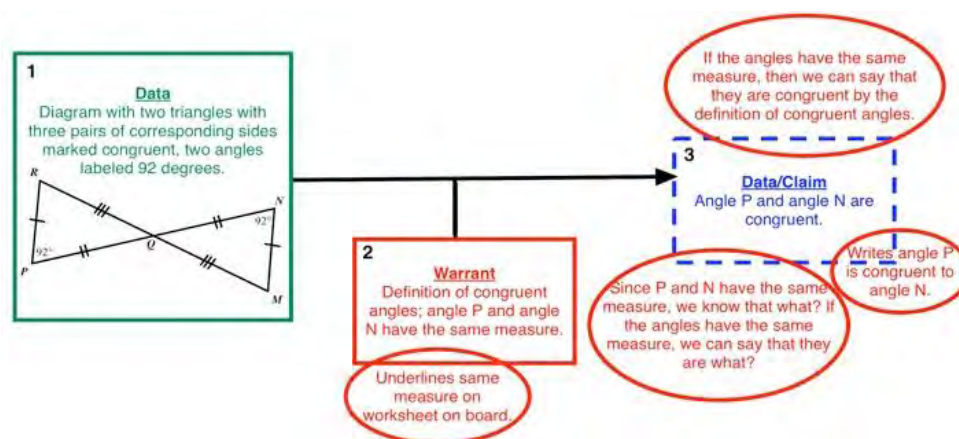 1
Data
Diagram with two triangles with
three pairs of corresponding sides
marked congruent, two angles
labeled 92 degrees.
R
N
92°
Q
92°
P
M
2
Warrant
Definition of congruent
angles; angle P and angle
N have the same measure.
Underlines same
measure on
worksheet on board.
If the angles have the same
measure, then we can say that
they are congruent by the
definition of congruent angles.
3
Data/Claim
Angle P and angle N are
congruent.
Writes angle P
is congruent to
angle N.
Since P and N have the same
measure, we know that what? If
the angles have the same
measure, we can say that they
are what?